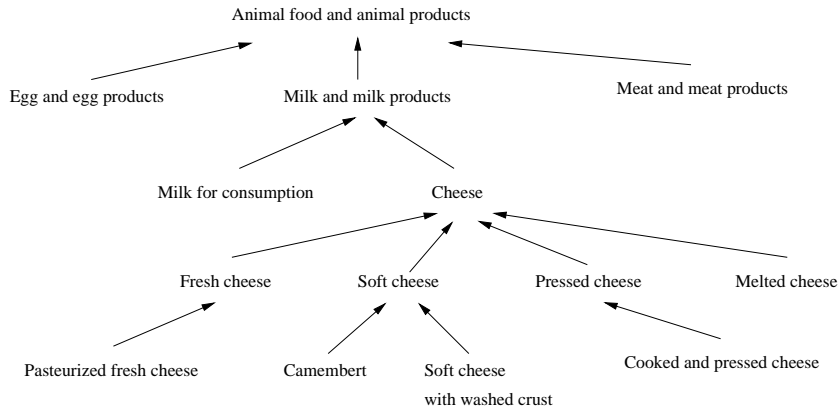 Animal food and animal products
Egg and egg products
Milk and milk products
Meat and meat products
Milk for consumption
Cheese
Fresh cheese
Soft cheese
Pressed cheese
Melted cheese
Pasteurized fresh cheese
Camembert
Soft cheese
with washed crust
Cooked and pressed cheese